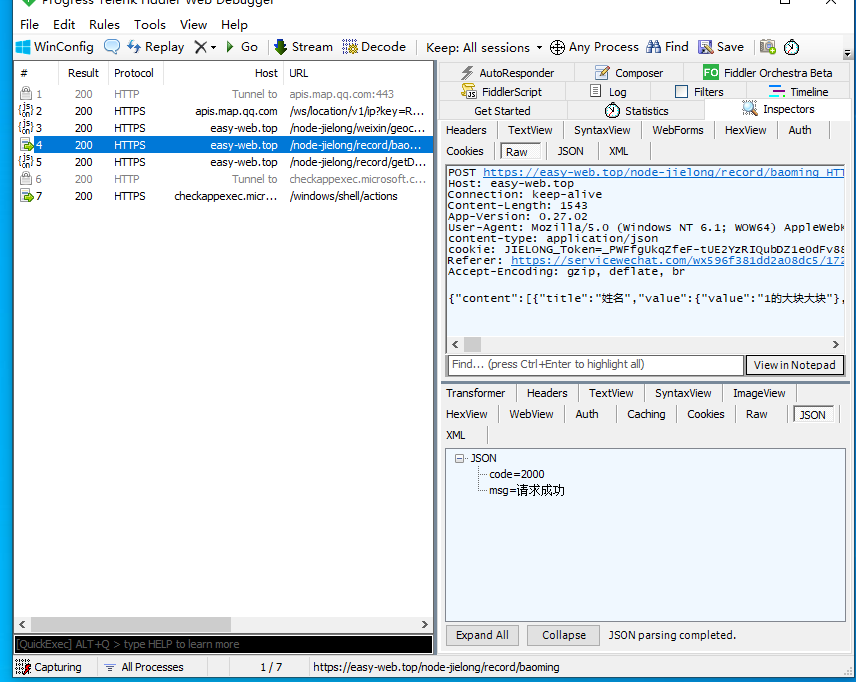 Progress Telerik Fiddler Web Debugger
File Edit Rules Tools View Help
WinConfig Replay Go Stream Decode Keep: All sessions Any Process Find Save
# Result Protocol Host URL
1 200 HTTP Tunnel to apis.map.qq.com:443
2 200 HTTPS apis.map.qq.com /ws/location/v1/ip?key=R...
3 200 HTTPS easy-web.top /node-jielong/weixin/geoc...
4 200 HTTPS easy-web.top /node-jielong/record/bao...
5 200 HTTPS easy-web.top /node-jielong/record/getD...
6 200 HTTP Tunnel to checkappexec.microsoft.c...
7 200 HTTPS checkappexec.micr... /windows/shell/actions
[QuickExec] ALT+Q > type HELP to learn more
AutoResponder Composer FO Fiddler Orchestra Beta
FiddlerScript Log Filters Timeline
Get Started Statistics Inspectors
Headers TextView SyntaxView WebForms HexView Auth
Cookies Raw JSON XML
POST https://easy-web.top/node-jielong/record/baoming HTT
Host: easy-web.top
Connection: keep-alive
Content-Length: 1543
App-Version: 0.27.02
User-Agent: Mozilla/5.0 (Windows NT 6.1; WOW64) AppleWebK
content-type: application/json
cookie: JIELONG_Token=_PWFfgUkqZfeF-tUE2YzRIQubDZ1eOdFv88
Referer: https://servicewechat.com/wx596f381dd2a08dc5/172
Accept-Encoding: gzip, deflate, br
{"content":[{"title":"姓名","value":{"value":"1的大块大块"},
Find... (press Ctrl+Enter to highlight all) View in Notepad
Transformer Headers TextView SyntaxView ImageView
HexView WebView Auth Caching Cookies Raw JSON
XML
JSON
code=2000
msg=请求成功
Expand All Collapse JSON parsing completed.
Capturing All Processes 1 / 7 https://easy-web.top/node-jielong/record/baoming